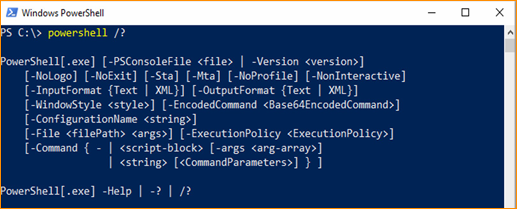 Windows PowerShell
PS C:\> powershell /?
PowerShell[.exe] [-PSConsoleFile <file> | -Version <version>]
    [-NoLogo] [-NoExit] [-Sta] [-Mta] [-NoProfile] [-NonInteractive]
    [-InputFormat {Text | XML}] [-OutputFormat {Text | XML}]
    [-WindowStyle <style>] [-EncodedCommand <Base64EncodedCommand>]
    [-ConfigurationName <string>]
    [-File <filePath> <args>] [-ExecutionPolicy <ExecutionPolicy>]
    [-Command { - | <script-block> [-args <arg-array>]
                  | <string> [<CommandParameters>] } ]
PowerShell[.exe] -Help | -? | /?